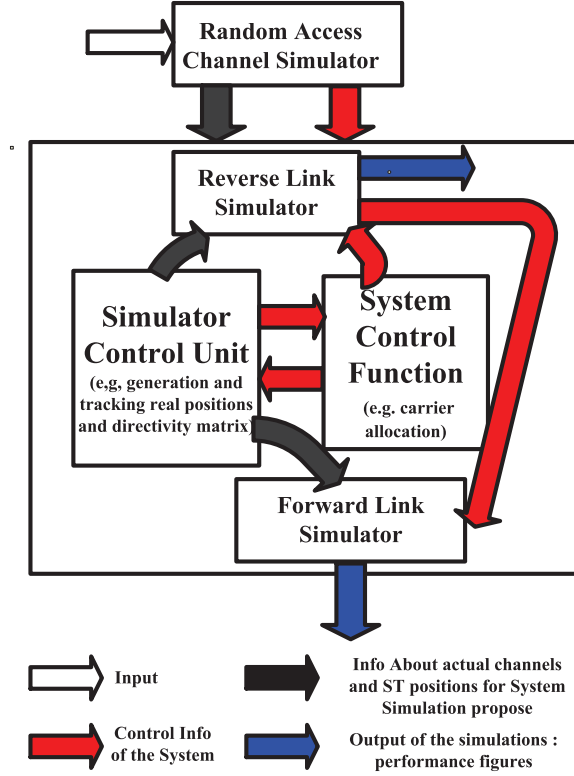 Random Access
Channel Simulator
Reverse Link
Simulator
Simulator
Control Unit
(e,g, generation and
tracking real positions
and directivity matrix)
System
Control
Function
(e.g. carrier
allocation)
Forward Link
Simulator
Input
Info About actual channels
and ST positions for System
Simulation propose
Control Info
of the System
Output of the simulations :
performance figures